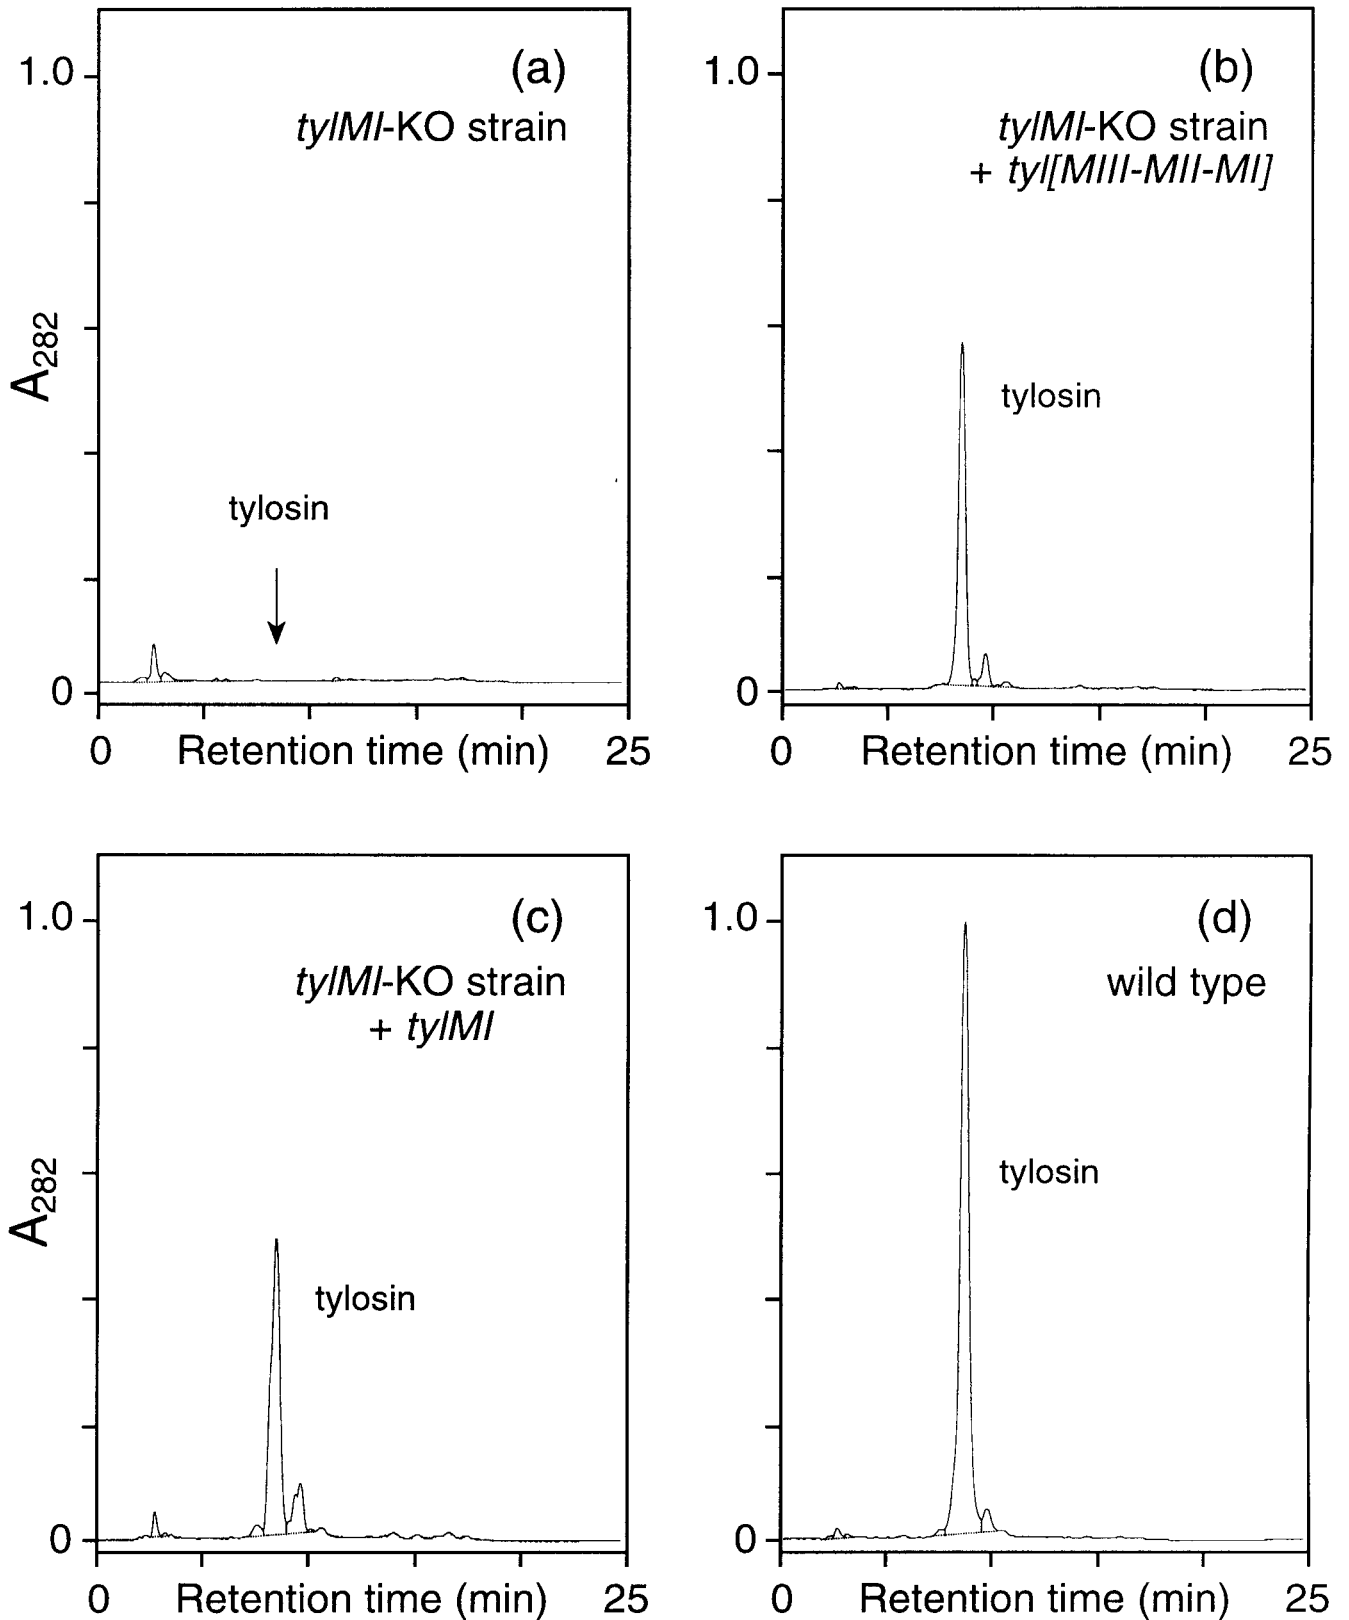 1.0
(a)
tylMI-KO strain
A282
tylosin
0
0
Retention time (min)
25
1.0
(b)
tylMI-KO strain
+ tyl[MIII-MII-MI]
tylosin
0
0
Retention time (min)
25
1.0
(c)
tylMI-KO strain
+ tylMI
A282
tylosin
0
0
Retention time (min)
25
1.0
(d)
wild type
tylosin
0
0
Retention time (min)
25